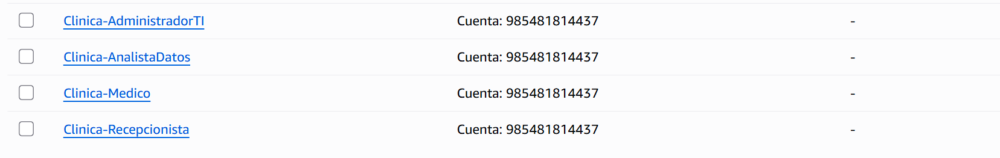 Clinica-AdministradorTI Cuenta: 985481814437 -
Clinica-AnalistaDatos Cuenta: 985481814437 -
Clinica-Medico Cuenta: 985481814437 -
Clinica-Recepcionista Cuenta: 985481814437 -